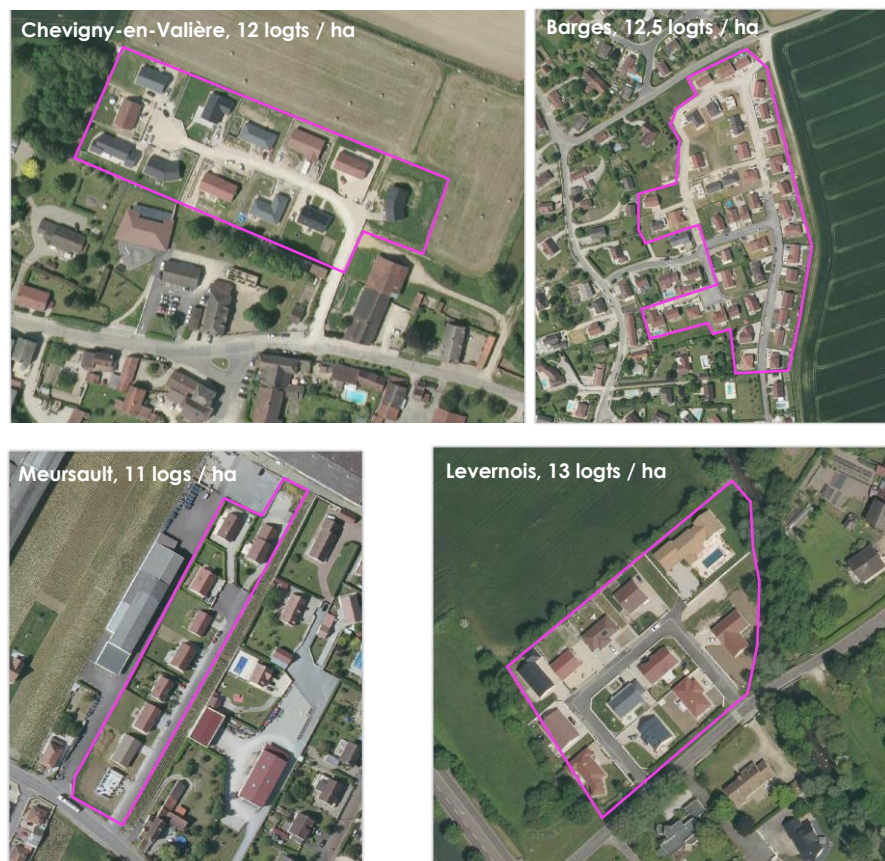 Chevigny-en-Valière, 12 logts / ha
Barges, 12,5 logts / ha
Meursault, 11 logs / ha
Levernois, 13 logts / ha